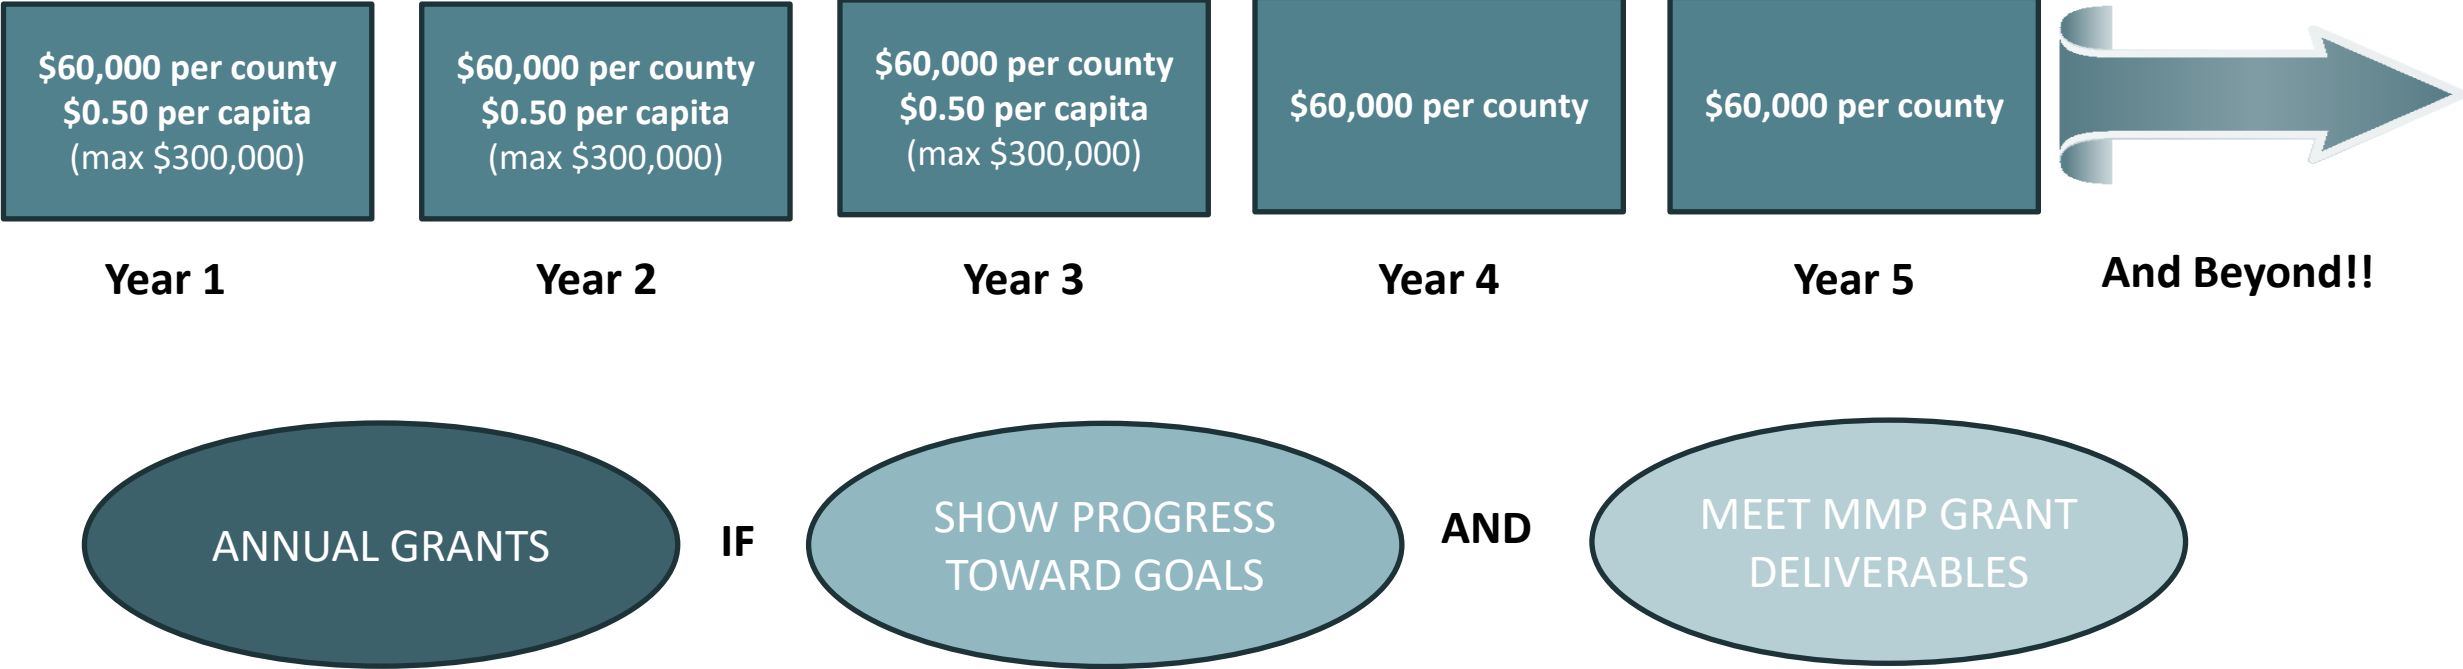 $60,000 per county
$0.50 per capita
(max $300,000)
$60,000 per county
$0.50 per capita
(max $300,000)
$60,000 per county
$0.50 per capita
(max $300,000)
$60,000 per county
$60,000 per county
Year 1
Year 2
Year 3
Year 4
Year 5
And Beyond!!
ANNUAL GRANTS
IF
SHOW PROGRESS
TOWARD GOALS
AND
MEET MMP GRANT
DELIVERABLES